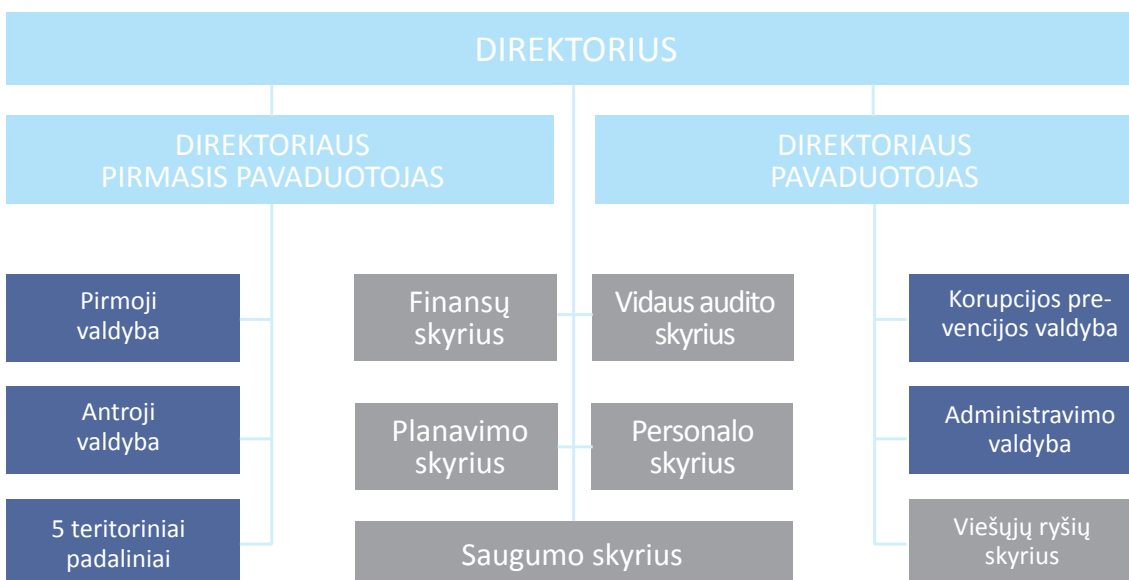 DIREKTORIUS
DIREKTORIAUS
PIRMASIS PAVADUOTOJAS
DIREKTORIAUS
PAVADUOTOJAS
Pirmoji
valdyba
Finansų
skyrius
Vidaus audito
skyrius
Korupcijos pre-
vencijos valdyba
Antroji
valdyba
Planavimo
skyrius
Personalo
skyrius
Administravimo
valdyba
5 teritoriniai
padaliniai
Saugumo skyrius
Viešųjų ryšių
skyrius